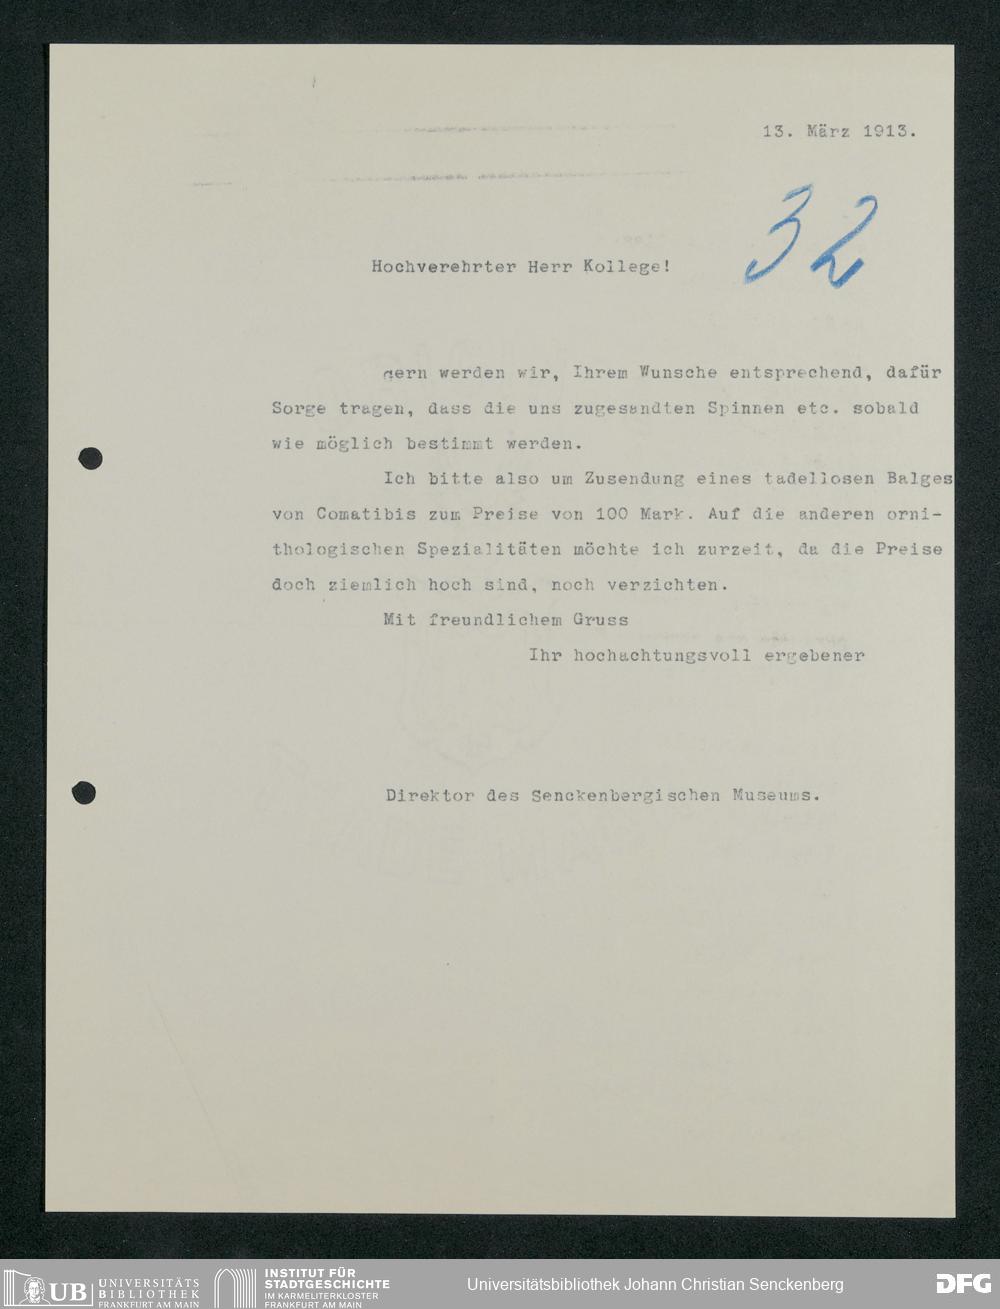 13. März 1913.
32
Hochverehrter Herr Kollege!
gern werden wir, Ihrem Wunsche entsprechend, dafür
Sorge tragen, dass die uns zugesandten Spinnen etc. sobald
wie möglich bestimmt werden.
Ich bitte also um Zusendung eines tadellosen Balges
von Comatibis zum Preise von 100 Mark. Auf die anderen orni-
thologischen Spezialitäten möchte ich zurzeit, da die Preise
doch ziemlich hoch sind, noch verzichten.
Mit freundlichem Gruss
Ihr hochachtungsvoll ergebener
Direktor des Senckenbergischen Museums.
UB UNIVERSITÄTS
BIBLIOTHEK
FRANKFURT AM MAIN
INSTITUT FÜR
STADTGESCHICHTE
IM KARMELITERKLOSTER
FRANKFURT AM MAIN
Universitätsbibliothek Johann Christian Senckenberg
DFG